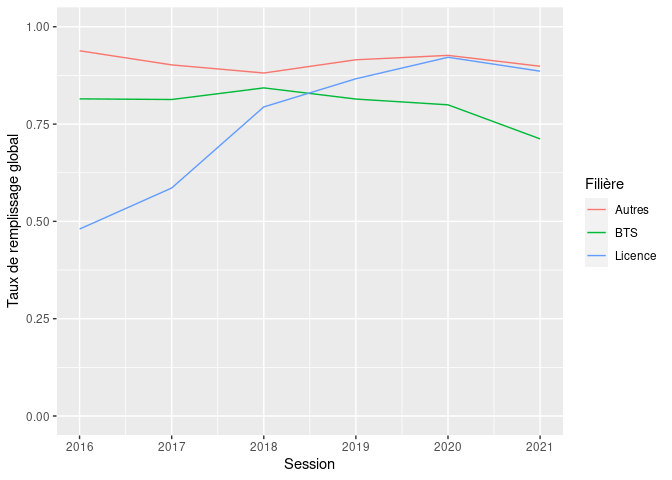 1.00
0.75
0.50
0.25
0.00
Taux de remplissage global
2016 2017 2018 2019 2020 2021
Session
Filière
Autres
BTS
Licence